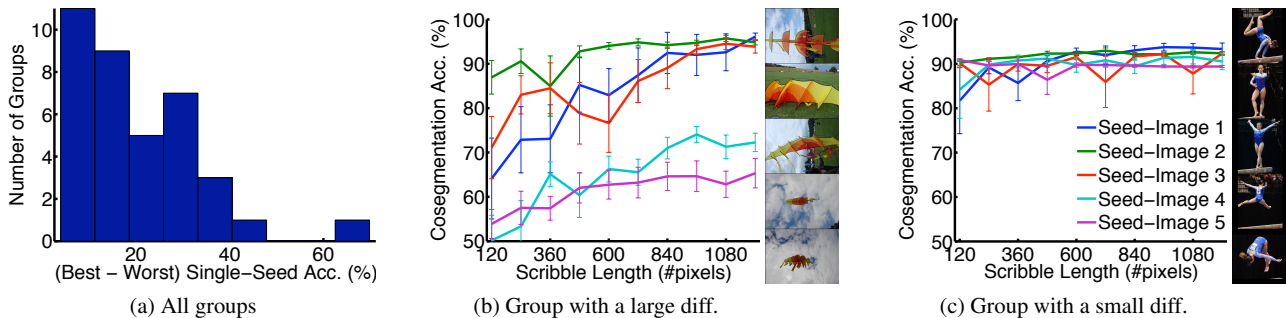 10
8
6
4
2
0
Number of Groups
20
40
60
(Best − Worst) Single−Seed Acc. (%)
(a) All groups
100
90
80
70
60
50
Cosegmentation Acc. (%)
120
360
600
840
1080
Scribble Length (#pixels)
(b) Group with a large diff.
100
90
80
70
60
50
Cosegmentation Acc. (%)
Seed−Image 1
Seed−Image 2
Seed−Image 3
Seed−Image 4
Seed−Image 5
120
360
600
840
1080
Scribble Length (#pixels)
(c) Group with a small diff.